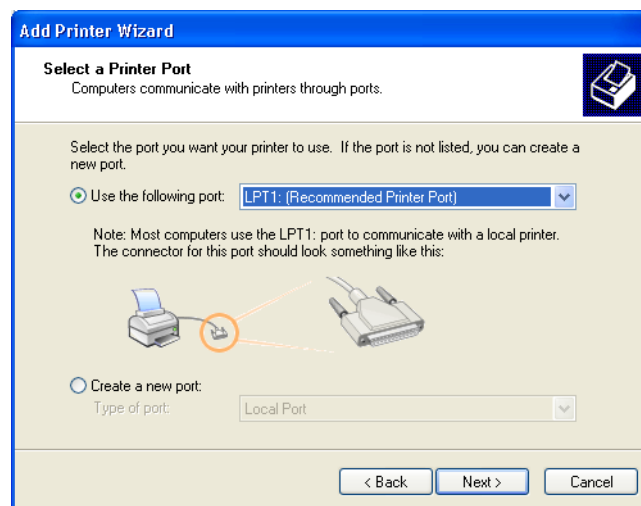 Add Printer Wizard
Select a Printer Port
Computers communicate with printers through ports.
Select the port you want your printer to use. If the port is not listed, you can create a
new port.
Use the following port: LPT1: (Recommended Printer Port)
Note: Most computers use the LPT1: port to communicate with a local printer.
The connector for this port should look something like this:
Create a new port:
Type of port: Local Port
< Back Next > Cancel